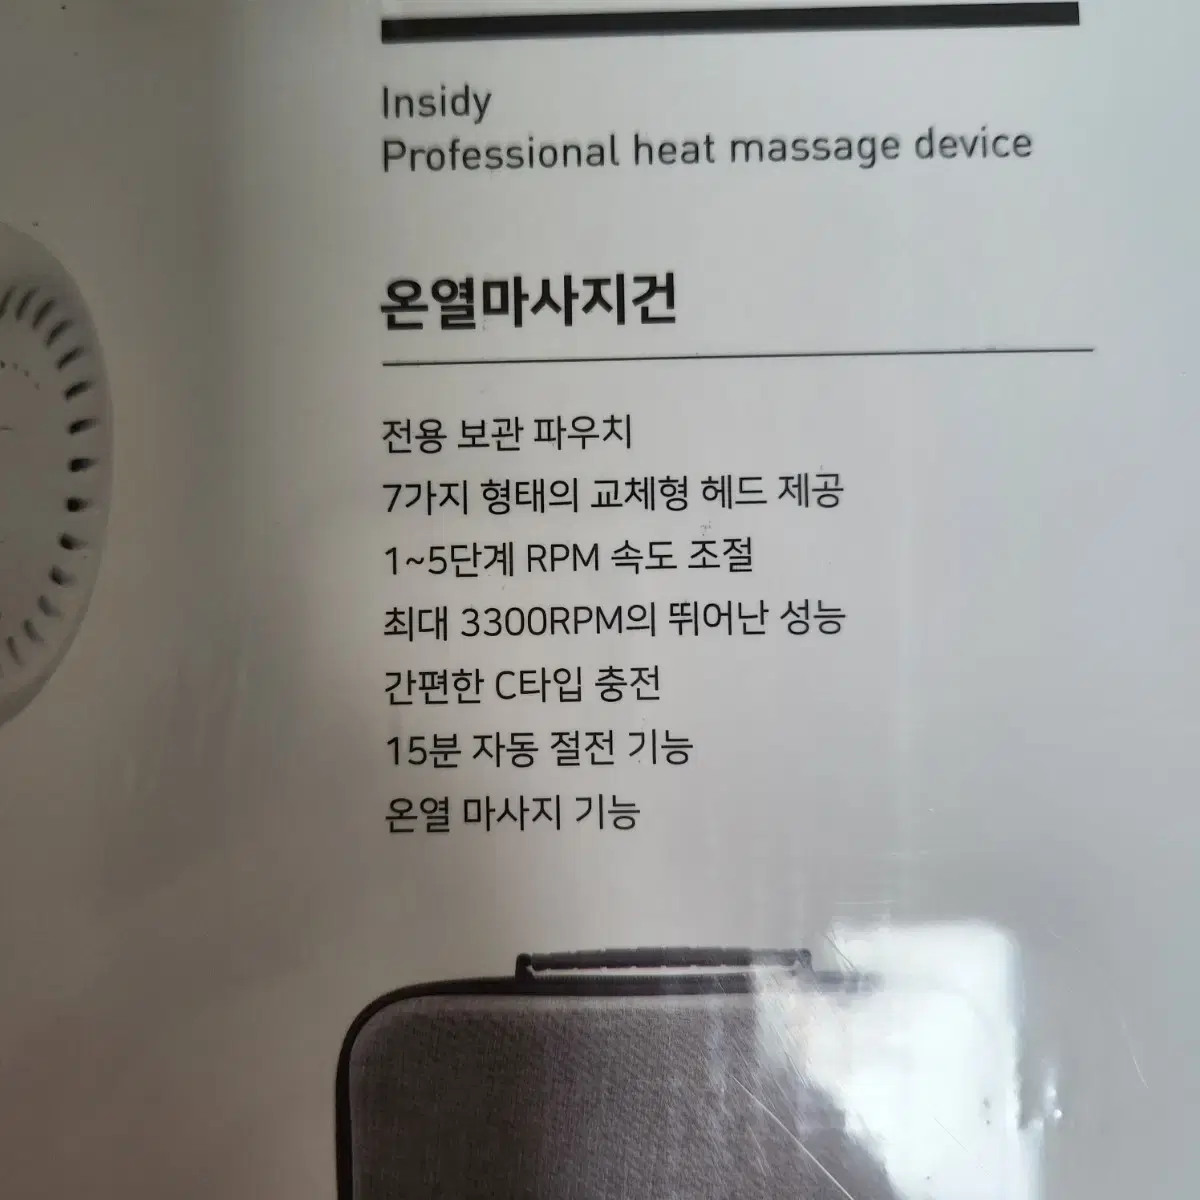 Insidy
Professional heat massage device
온열마사지건
전용 보관 파우치
7가지 형태의 교체형 헤드 제공
1~5단계 RPM 속도 조절
최대 3300RPM의 뛰어난 성능
간편한 C타입 충전
15분 자동 절전 기능
온열 마사지 기능